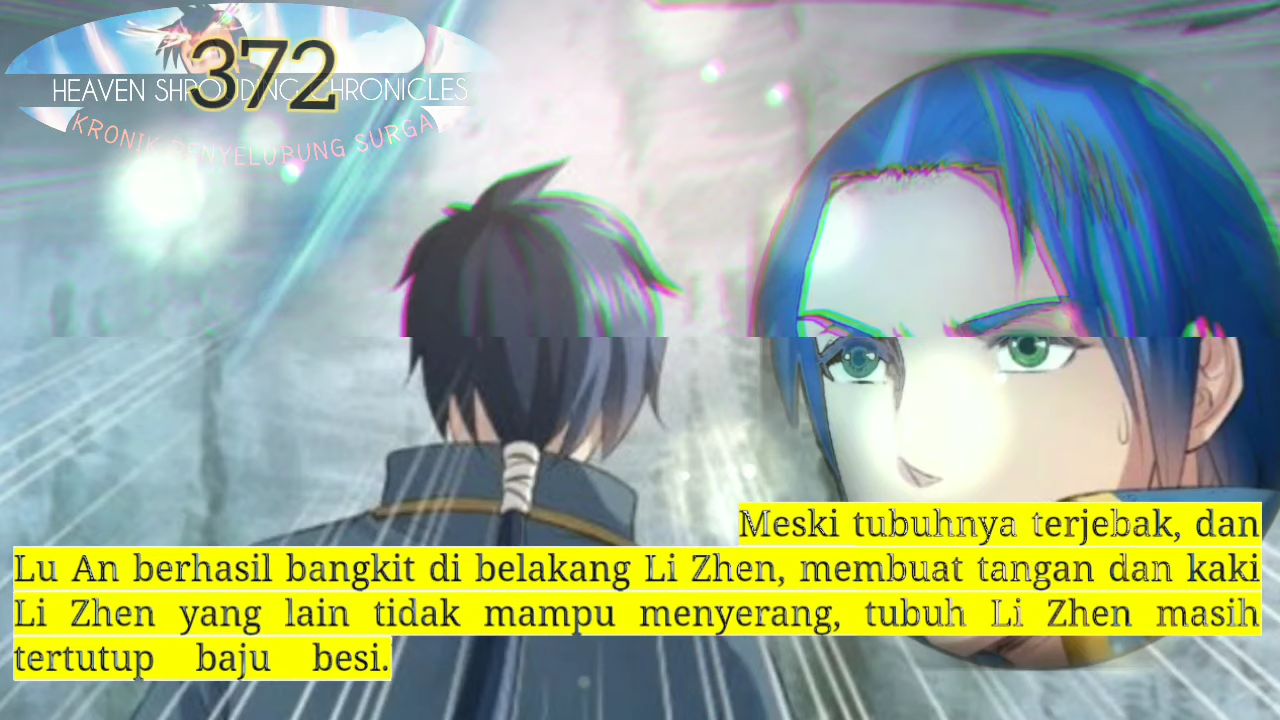 372
HEAVEN SHROUDING CHRONICLES
KRONIK PENYELUBUNG SURGA
Meski tubuhnya terjebak, dan
Lu An berhasil bangkit di belakang Li Zhen, membuat tangan dan kaki
Li Zhen yang lain tidak mampu menyerang, tubuh Li Zhen masih
tertutup baju besi.